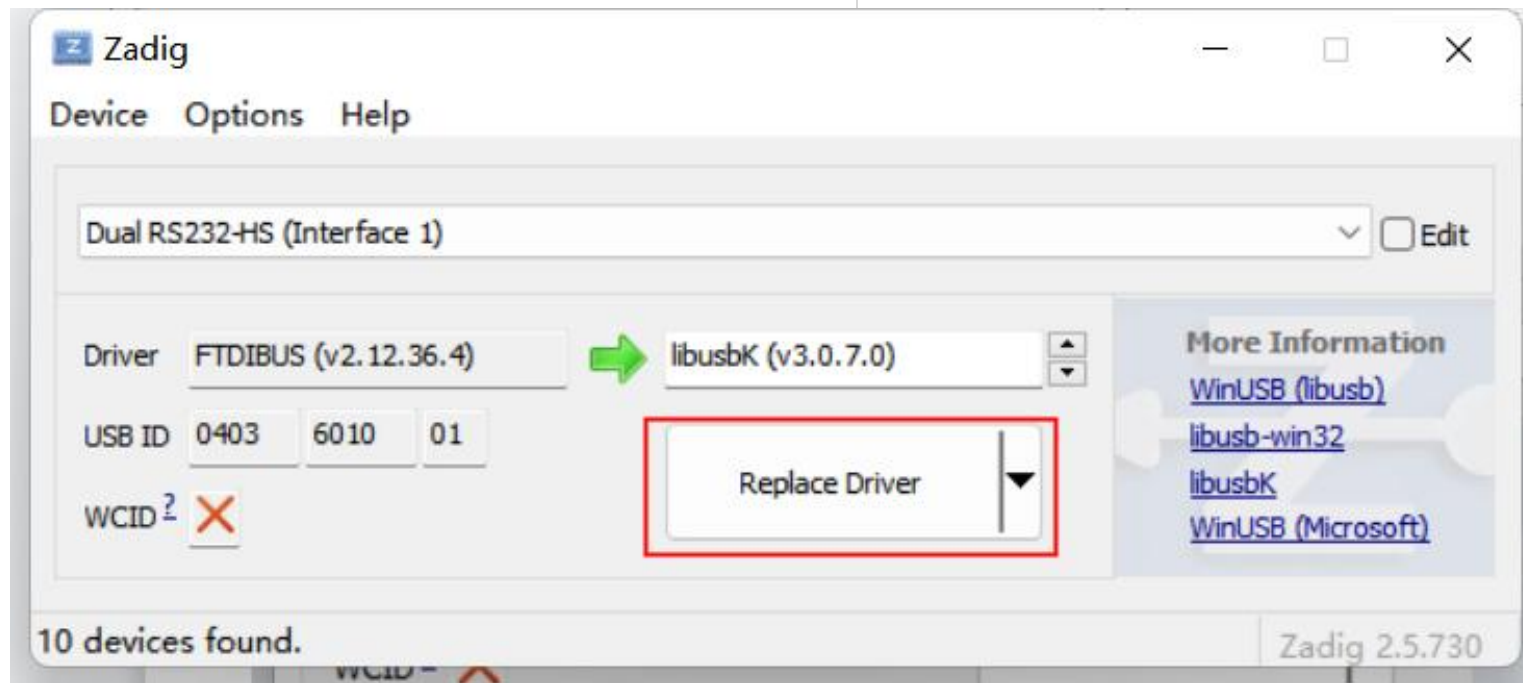 Zadig
Device Options Help
Dual RS232-HS (Interface 1)
Edit
Driver FTDIBUS (v2.12.36.4) libusbK (v3.0.7.0)
USB ID 0403 6010 01
WCID ?
Replace Driver
More Information
WinUSB (libusb)
libusb-win32
libusbK
WinUSB (Microsoft)
10 devices found.
Zadig 2.5.730
WCID